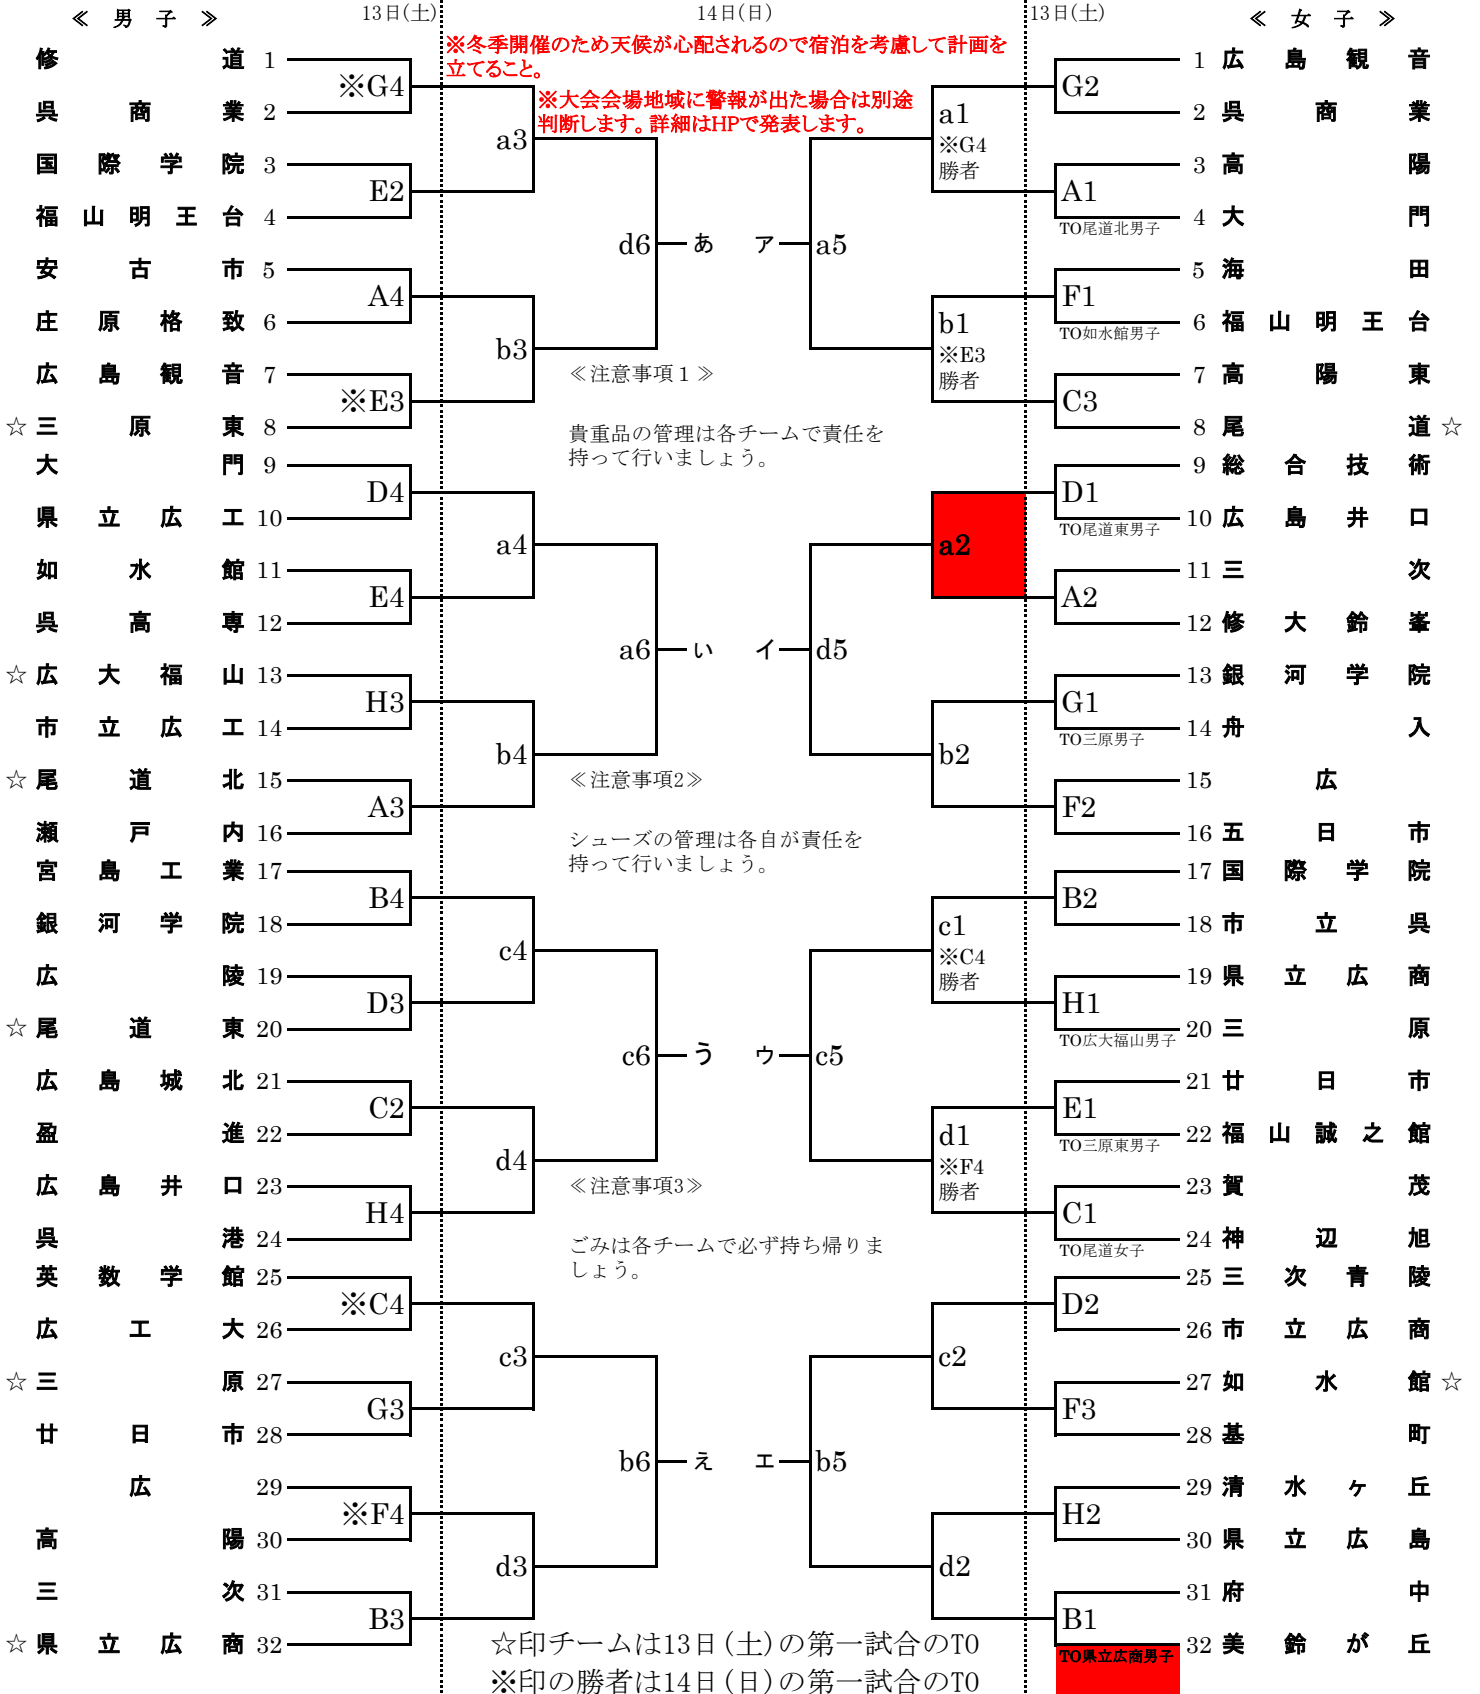 ≪ 男 子 ≫ 13日(土) 14日(日) 13日(土) ≪ 女 子 ≫
※冬季開催のため天候が心配されるので宿泊を考慮して計画を
立てること。
※大会会場地域に警報が出た場合は別途
判断します。詳細はHPで発表します。
修道 1
呉商業 2
国際学院 3
福山明王台 4
安古市 5
庄原格致 6
広島観音 7
☆三原東 8
大門 9
県立広工 10
如水館 11
呉高専 12
☆広大福山 13
市立広工 14
☆尾道北 15
瀬戸内 16
宮島工業 17
銀河学院 18
広陵 19
☆尾道東 20
広島城北 21
盈進 22
広島井口 23
呉港 24
英数学館 25
広工大 26
☆三原 27
廿日市 28
広 29
高陽 30
三次 31
☆県立広商 32
※G4
E2
A4
※E3
D4
E4
H3
A3
B4
D3
C2
H4
※C4
G3
※F4
B3
a3
b3
a4
b4
c4
d4
c3
d3
d6
a6
c6
b6
あ ア
い イ
う ウ
え エ
≪注意事項１≫
貴重品の管理は各チームで責任を
持って行いましょう。
≪注意事項2≫
シューズの管理は各自が責任を
持って行いましょう。
≪注意事項3≫
ごみは各チームで必ず持ち帰りま
しょう。
a5
d5
c5
b5
a1
※G4
勝者
b1
※E3
勝者
a2
b2
c1
※C4
勝者
d1
※F4
勝者
c2
d2
G2
A1
TO尾道北男子
F1
TO如水館男子
C3
D1
TO尾道東男子
A2
G1
TO三原男子
F2
B2
H1
TO広大福山男子
E1
TO三原東男子
C1
TO尾道女子
D2
F3
H2
B1
TO県立広商男子
1 広島観音
2 呉商業
3 高陽
4 大門
5 海田
6 福山明王台
7 高陽東
8 尾道☆
9 総合技術
10 広島井口
11 三次
12 修大鈴峯
13 銀河学院
14 舟入
15 広
16 五日市
17 国際学院
18 市立呉
19 県立広商
20 三原
21 廿日市
22 福山誠之館
23 賀茂
24 神辺旭
25 三次青陵
26 市立広商
27 如水館☆
28 基町
29 清水ヶ丘
30 県立広島
31 府中
32 美鈴が丘
☆印チームは13日(土)の第一試合のTO
※印の勝者は14日(日)の第一試合のTO